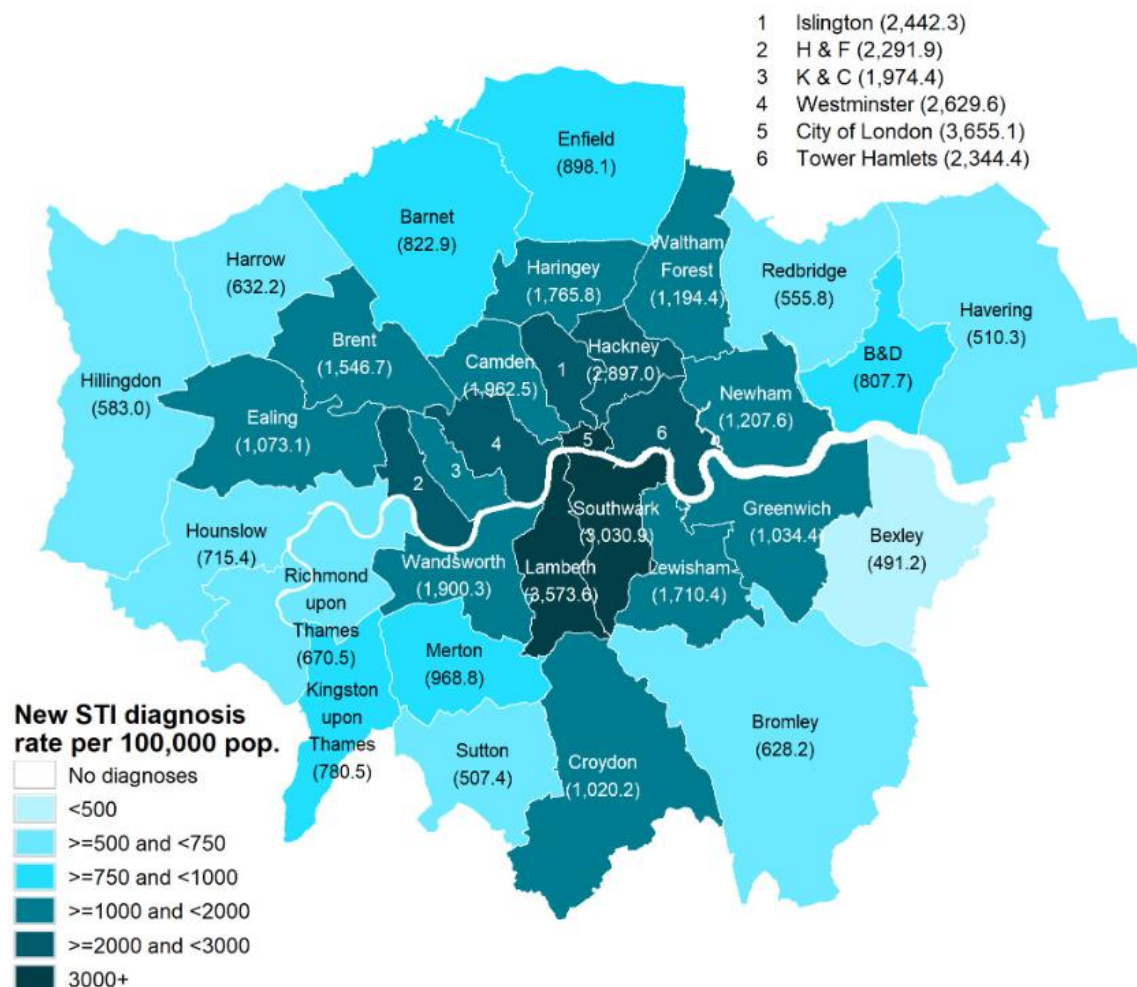 1 Islington (2,442.3)
2 H & F (2,291.9)
3 K & C (1,974.4)
4 Westminster (2,629.6)
5 City of London (3,655.1)
6 Tower Hamlets (2,344.4)
Enfield
(898.1)
Barnet
(822.9)
Harrow
(632.2)
Haringey
(1,765.8)
Waltham
Forest
(1,194.4)
Redbridge
(555.8)
Havering
(510.3)
Brent
(1,546.7)
Camden
(1,962.5)
1
Hackney
(2,897.0)
B&D
(807.7)
Hillingdon
(583.0)
Ealing
(1,073.1)
Newham
(1,207.6)
2
3
4
5
6
Hounslow
(715.4)
Richmond
upon
Thames
(670.5)
Wandsworth
(1,900.3)
Lambeth
(3,573.6)
Southwark
(3,030.9)
Lewisham
(1,710.4)
Greenwich
(1,034.4)
Bexley
(491.2)
Kingston
upon
Thames
(780.5)
Merton
(968.8)
Sutton
(507.4)
Croydon
(1,020.2)
Bromley
(628.2)
New STI diagnosis
rate per 100,000 pop.
No diagnoses
<500
>=500 and <750
>=750 and <1000
>=1000 and <2000
>=2000 and <3000
3000+